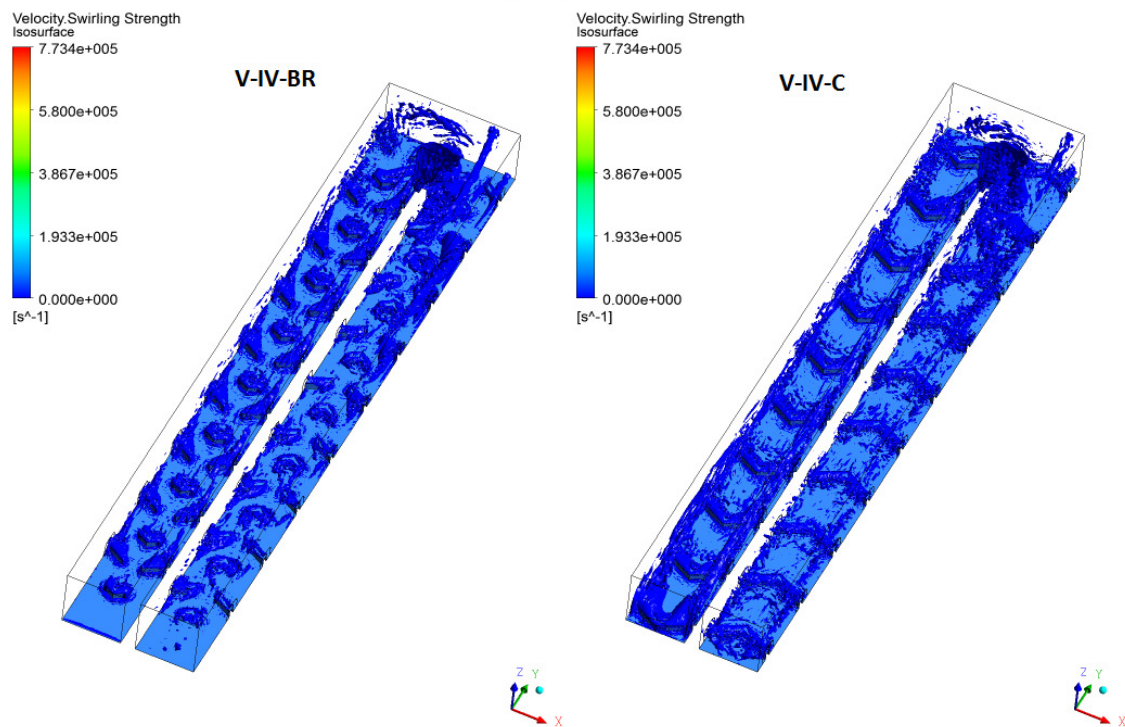 Velocity.Swirling Strength
Isosurface
7.734e+005
5.800e+005
3.867e+005
1.933e+005
0.000e+000
[s^-1]
V-IV-BR
Z Y
X
Velocity.Swirling Strength
Isosurface
7.734e+005
5.800e+005
3.867e+005
1.933e+005
0.000e+000
[s^-1]
V-IV-C
Z Y
X